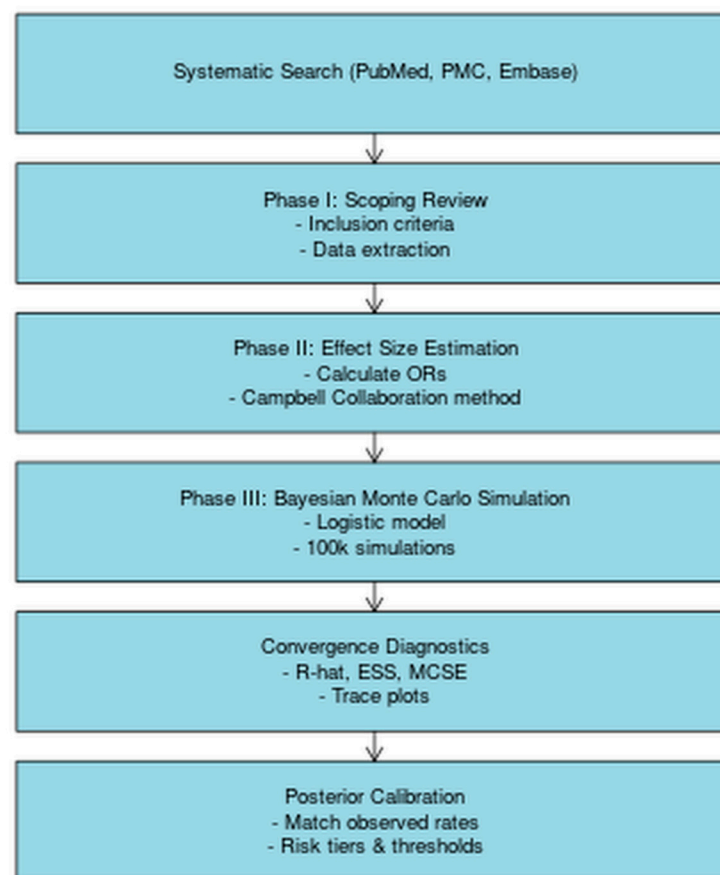 Systematic Search (PubMed, PMC, Embase)
Phase I: Scoping Review
- Inclusion criteria
- Data extraction
Phase II: Effect Size Estimation
- Calculate ORs
- Campbell Collaboration method
Phase III: Bayesian Monte Carlo Simulation
- Logistic model
- 100k simulations
Convergence Diagnostics
- R-hat, ESS, MCSE
- Trace plots
Posterior Calibration
- Match observed rates
- Risk tiers & thresholds